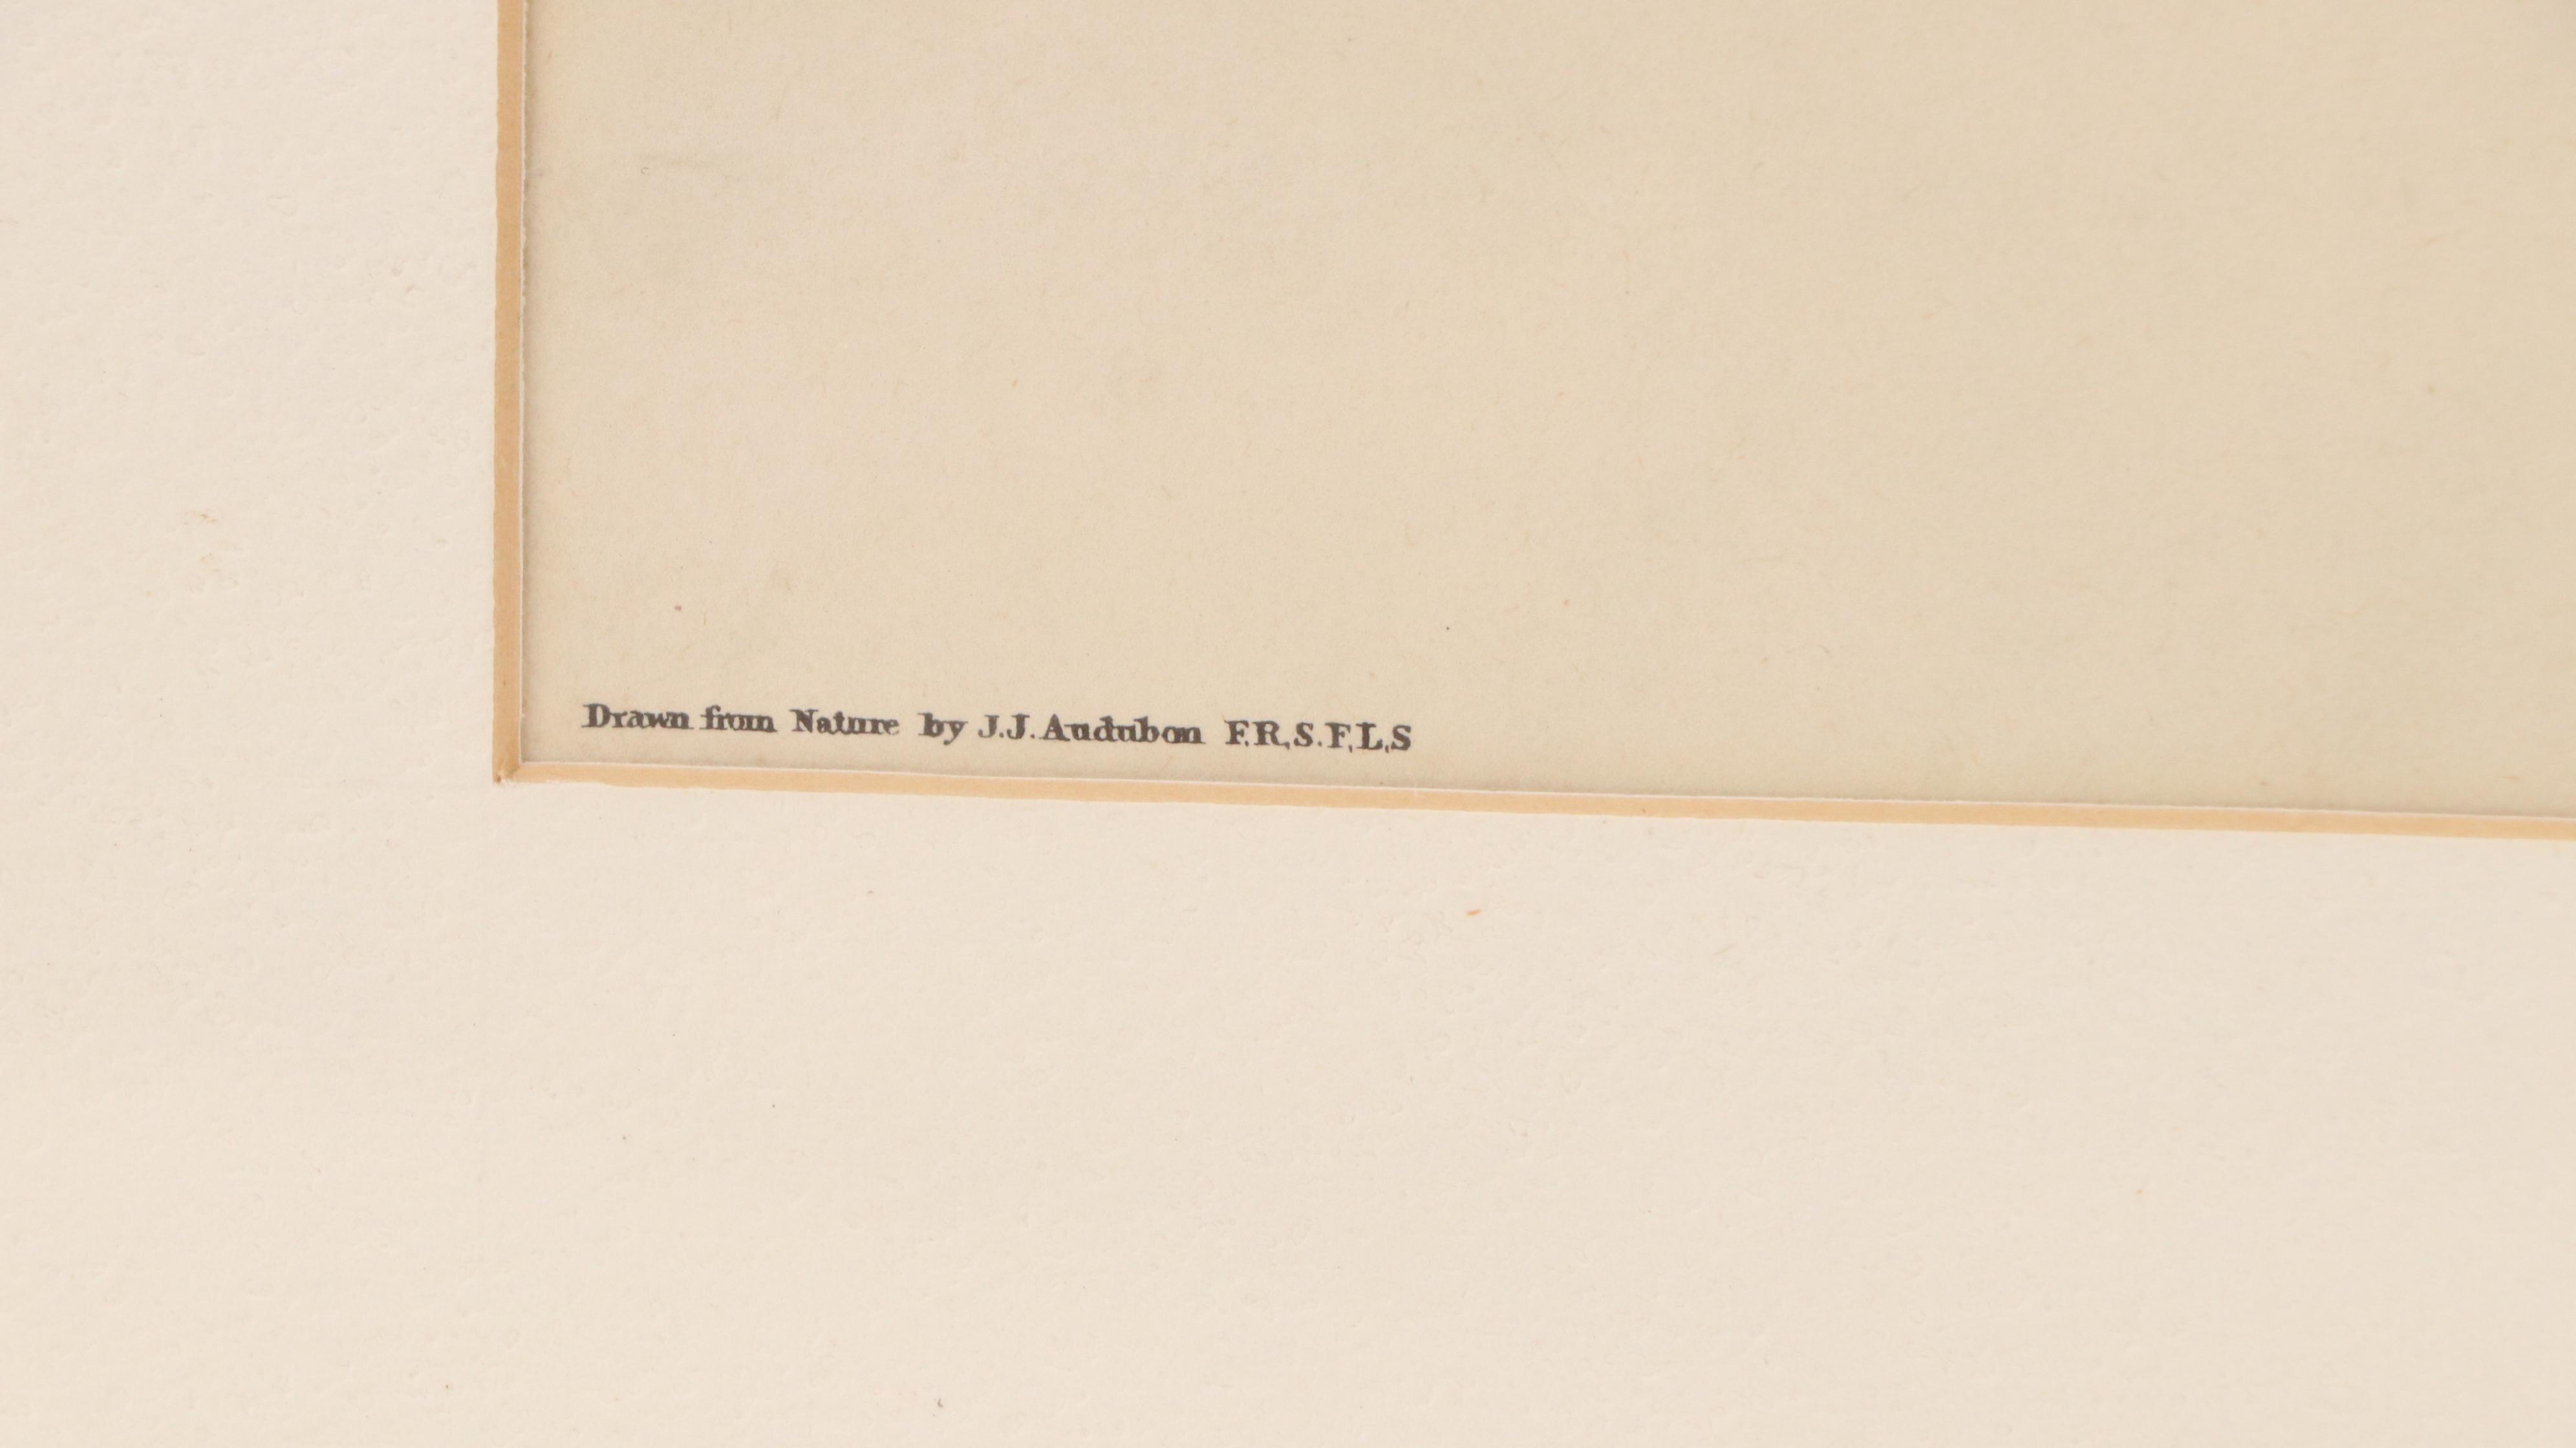 Drawn from Nature by J.J. Audubon F.R.S.F.L.S